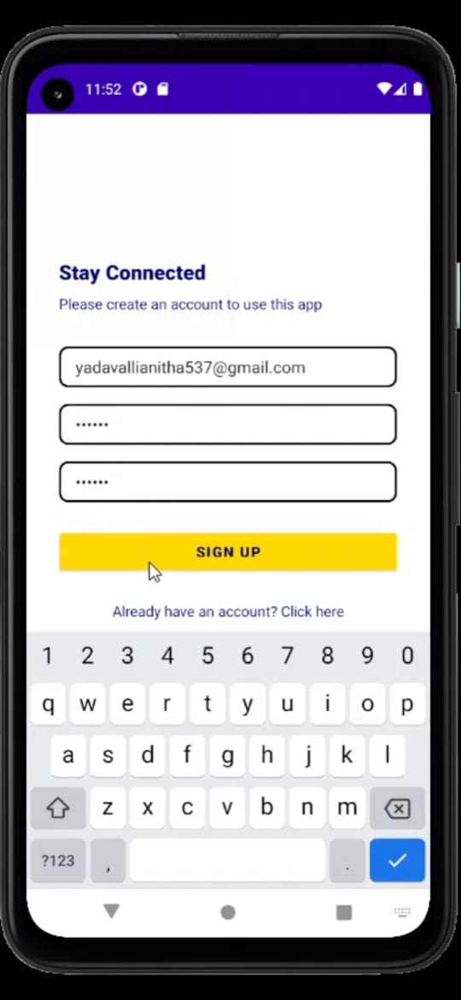 11:52
Stay Connected
Please create an account to use this app
yadavallianitha537@gmail.com
••••••
••••••
SIGN UP
Already have an account? Click here
1 2 3 4 5 6 7 8 9 0
q w e r t y u i o p
a s d f g h j k l
z x c v b n m
?123 , .